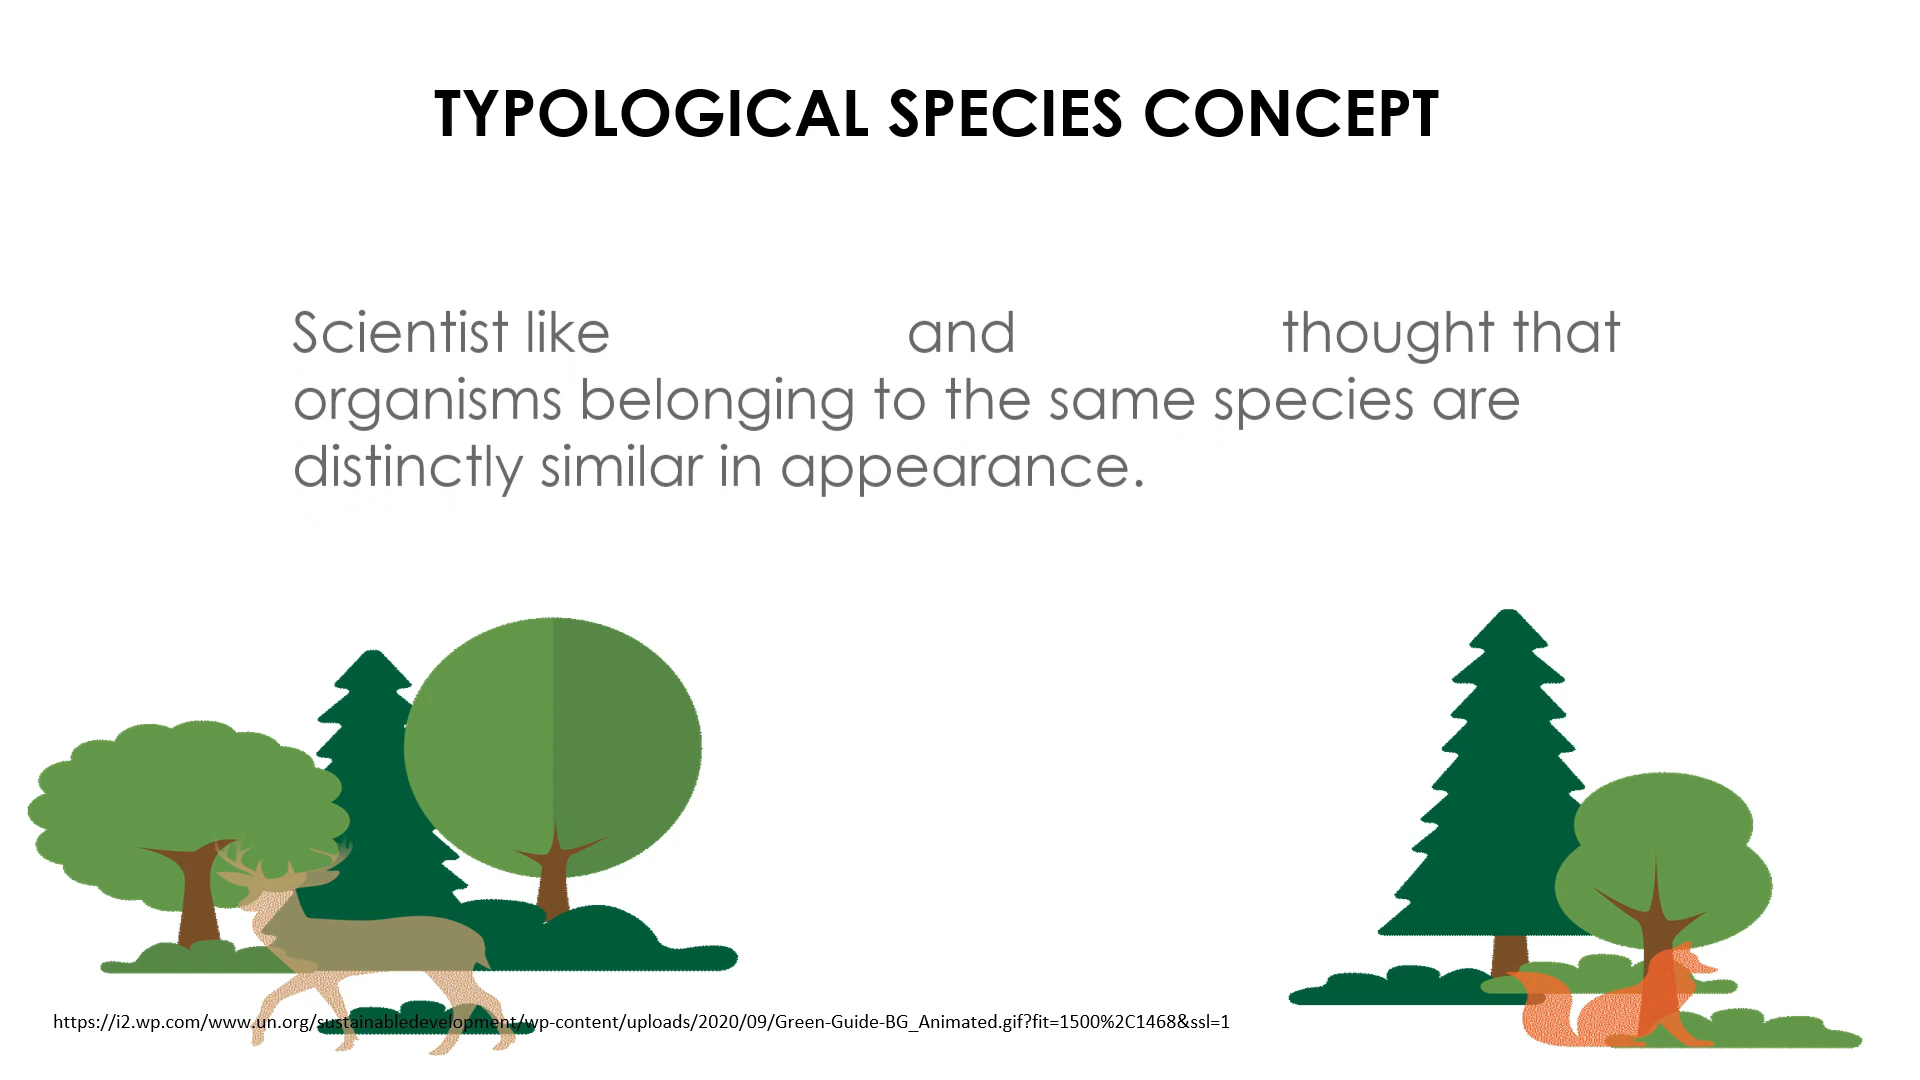 TYPOLOGICAL SPECIES CONCEPT
Scientist like and thought that
organisms belonging to the same species are
distinctly similar in appearance.
https://i2.wp.com/www.un.org/sustainabledevelopment/wp-content/uploads/2020/09/Green-Guide-BG_Animated.gif?fit=1500%2C1468&ssl=1